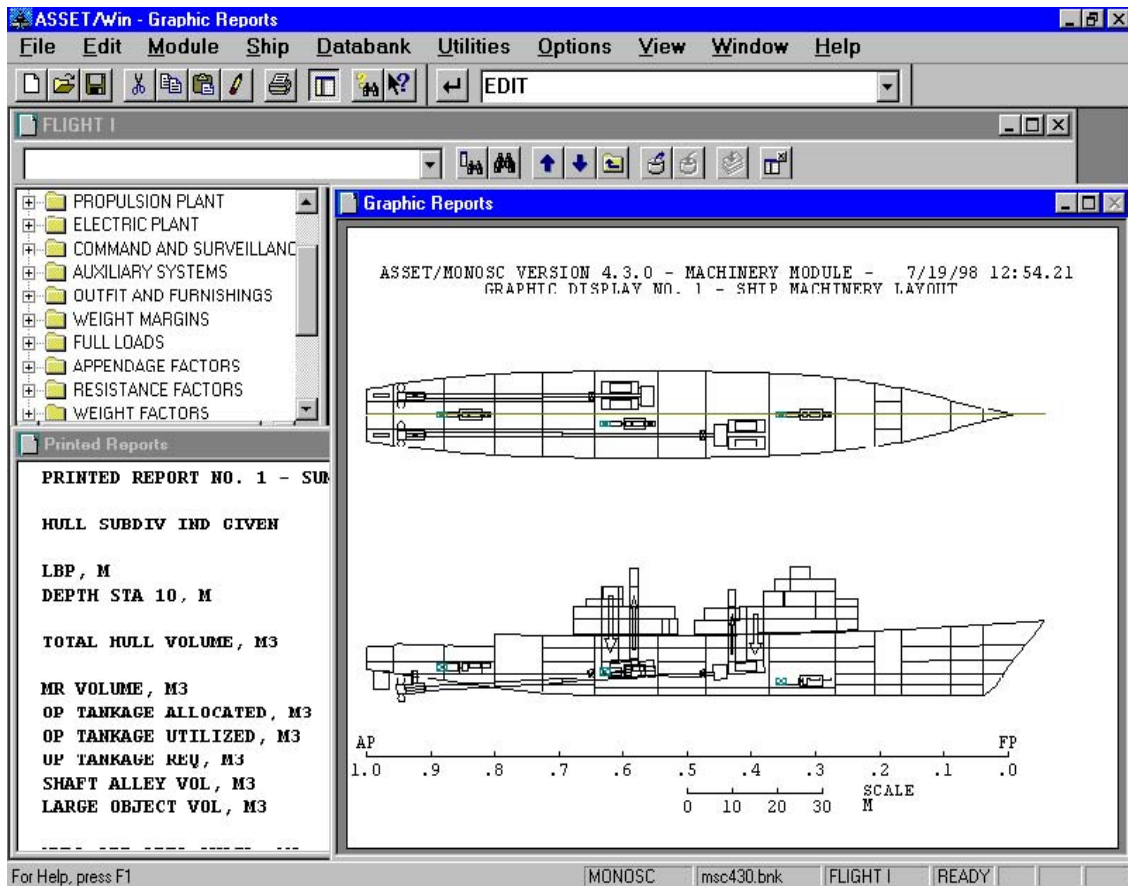 ASSET/Win - Graphic Reports
File Edit Module Ship Databank Utilities Options View Window Help
EDIT
FLIGHT I
PROPULSION PLANT
ELECTRIC PLANT
COMMAND AND SURVEILLANC
AUXILIARY SYSTEMS
OUTFIT AND FURNISHINGS
WEIGHT MARGINS
FULL LOADS
APPENDAGE FACTORS
RESISTANCE FACTORS
WEIGHT FACTORS
Printed Reports
PRINTED REPORT NO. 1 - SUM
HULL SUBDIV IND GIVEN
LBP, M
DEPTH STA 10, M
TOTAL HULL VOLUME, M3
MR VOLUME, M3
OP TANKAGE ALLOCATED, M3
OP TANKAGE UTILIZED, M3
OP TANKAGE REQ, M3
SHAFT ALLEY VOL, M3
LARGE OBJECT VOL, M3
Graphic Reports
ASSET/MONOSC VERSION 4.3.0 - MACHINERY MODULE - 7/19/98 12:54.21
GRAPHIC DISPLAY NO. 1 - SHIP MACHINERY LAYOUT
AP FP
1.0 .9 .8 .7 .6 .5 .4 .3 .2 .1 .0
SCALE
0 10 20 30 M
For Help, press F1 MONOSC msc430.bnk FLIGHT I READY